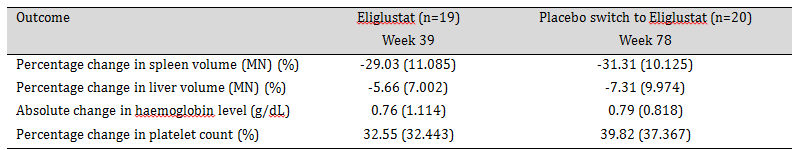 Outcome Eliglustat (n=19) Placebo switch to Eliglustat (n=20)
Week 39 Week 78
Percentage change in spleen volume (MN) (%) -29.03 (11.085) -31.31 (10.125)
Percentage change in liver volume (MN) (%) -5.66 (7.002) -7.31 (9.974)
Absolute change in haemoglobin level (g/dL) 0.76 (1.114) 0.79 (0.818)
Percentage change in platelet count (%) 32.55 (32.443) 39.82 (37.367)